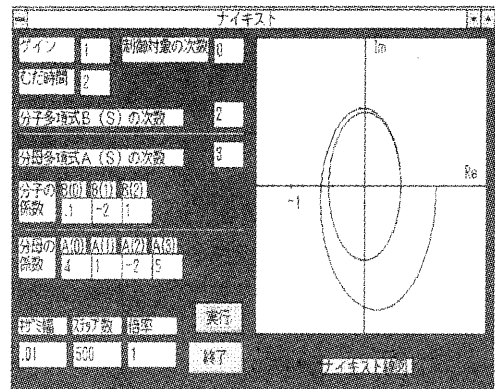 ナイキスト
ゲイン 1 制御対象の次数 0
むだ時間 2
分子多項式B (S) の次数 2
分母多項式A (S) の次数 3
分子の係数 B(0) B(1) B(2)
.1 -2 1
分母の係数 A(0) A(1) A(2) A(3)
4 1 -2 5
キザミ幅 ステップ数 倍率 実行
.01 500 1 終了
Im
Re
-1
ナイキスト線図